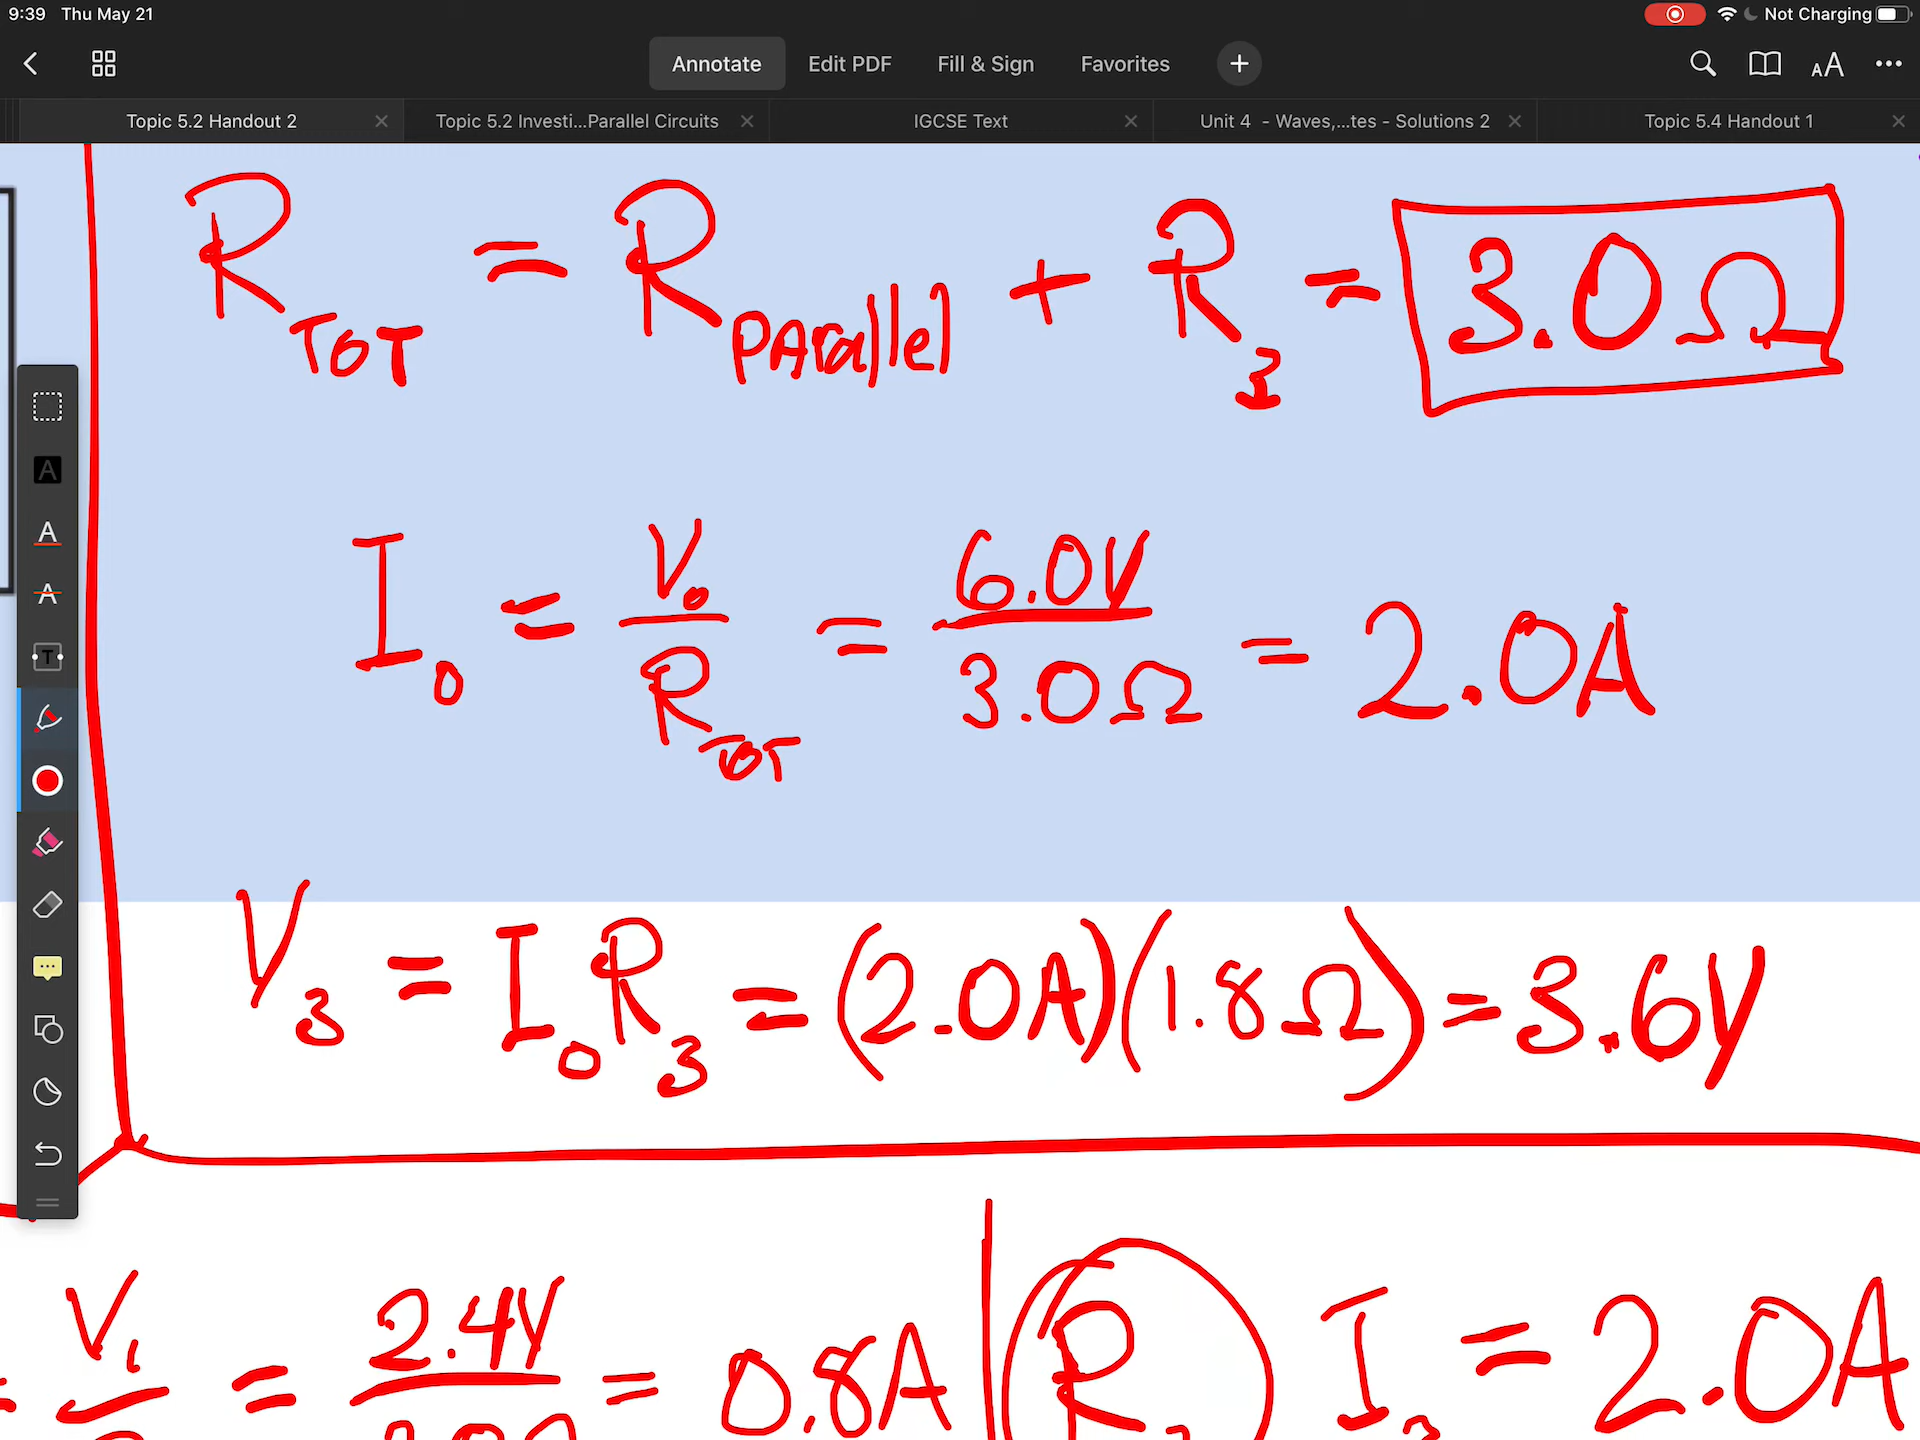 9:39 Thu May 21 Not Charging
Annotate Edit PDF Fill & Sign Favorites
Topic 5.2 Handout 2 Topic 5.2 Investi...Parallel Circuits IGCSE Text Unit 4 - Waves,...tes - Solutions 2 Topic 5.4 Handout 1
R_TOT = R_PArallel + R_3 = 3.0Ω
I_0 = V_0/R_TOT = 6.0V/3.0Ω = 2.0A
V_3 = I_0 R_3 = (2.0A)(1.8Ω) = 3.6V
V_1 = 2.4V = 0.8A R I_3 = 2.0A